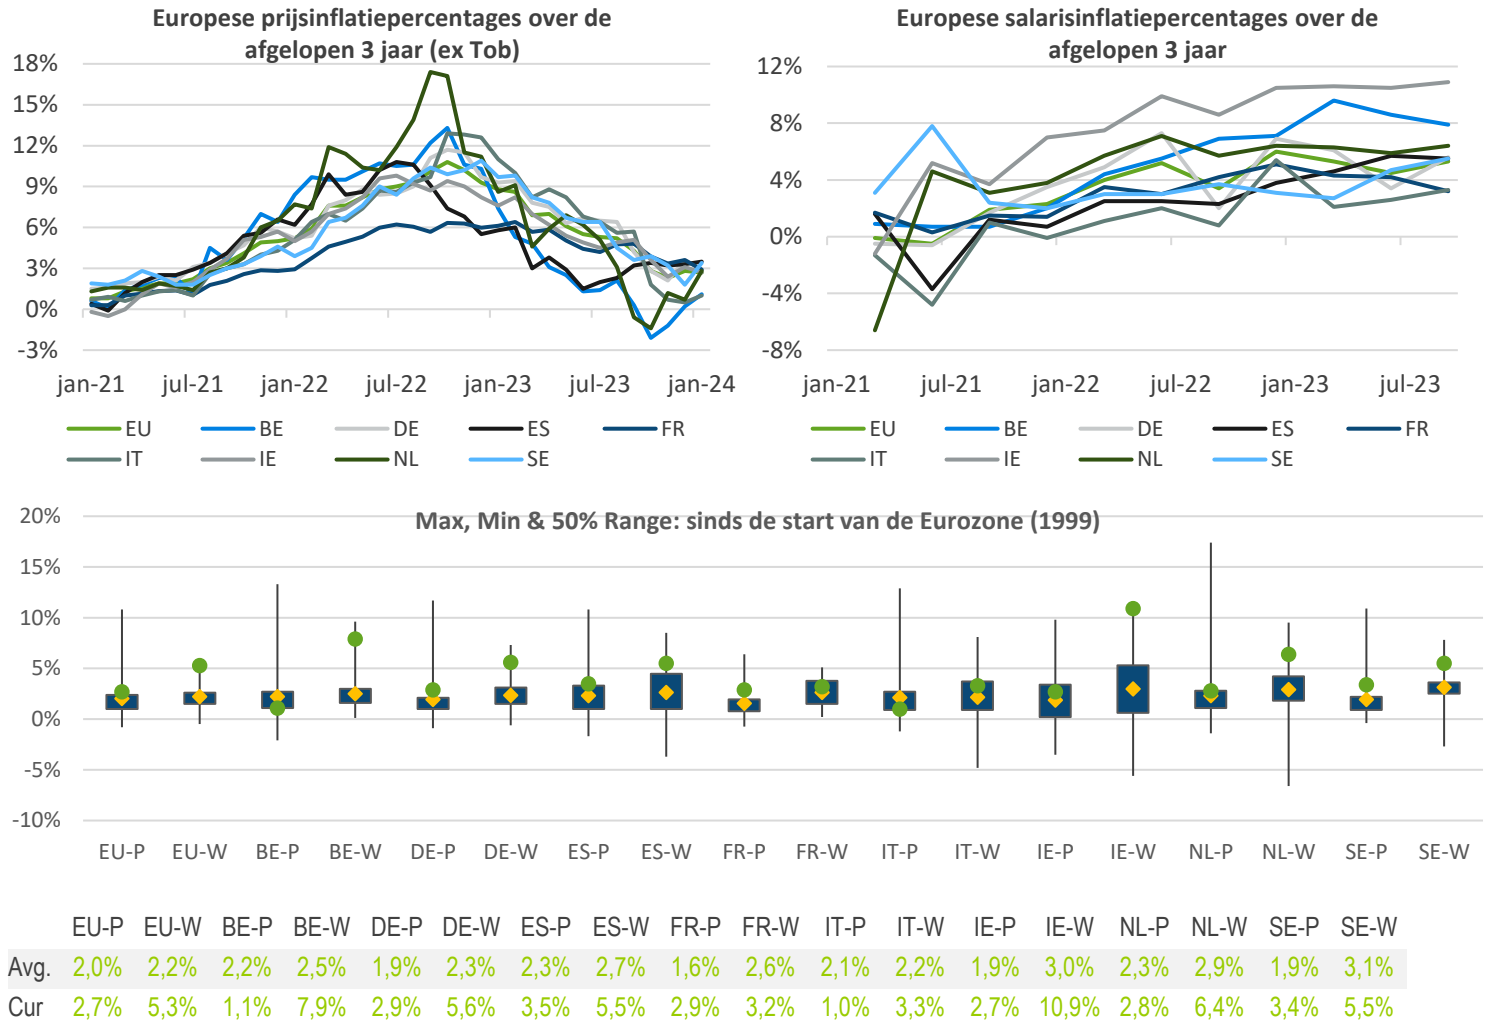 Europese prijsinflatiepercentages over de
afgelopen 3 jaar (ex Tob)
18%
15%
12%
9%
6%
3%
0%
-3%
jan-21 jul-21 jan-22 jul-22 jan-23 jul-23 jan-24
EU BE DE ES FR
IT IE NL SE
Europese salarisinflatiepercentages over de
afgelopen 3 jaar
12%
8%
4%
0%
-4%
-8%
jan-21 jul-21 jan-22 jul-22 jan-23 jul-23
EU BE DE ES FR
IT IE NL SE
Max, Min & 50% Range: sinds de start van de Eurozone (1999)
20%
15%
10%
5%
0%
-5%
-10%
EU-P EU-W BE-P BE-W DE-P DE-W ES-P ES-W FR-P FR-W IT-P IT-W IE-P IE-W NL-P NL-W SE-P SE-W
EU-P EU-W BE-P BE-W DE-P DE-W ES-P ES-W FR-P FR-W IT-P IT-W IE-P IE-W NL-P NL-W SE-P SE-W
Avg. 2,0% 2,2% 2,2% 2,5% 1,9% 2,3% 2,3% 2,7% 1,6% 2,6% 2,1% 2,2% 1,9% 3,0% 2,3% 2,9% 1,9% 3,1%
Cur 2,7% 5,3% 1,1% 7,9% 2,9% 5,6% 3,5% 5,5% 2,9% 3,2% 1,0% 3,3% 2,7% 10,9% 2,8% 6,4% 3,4% 5,5%